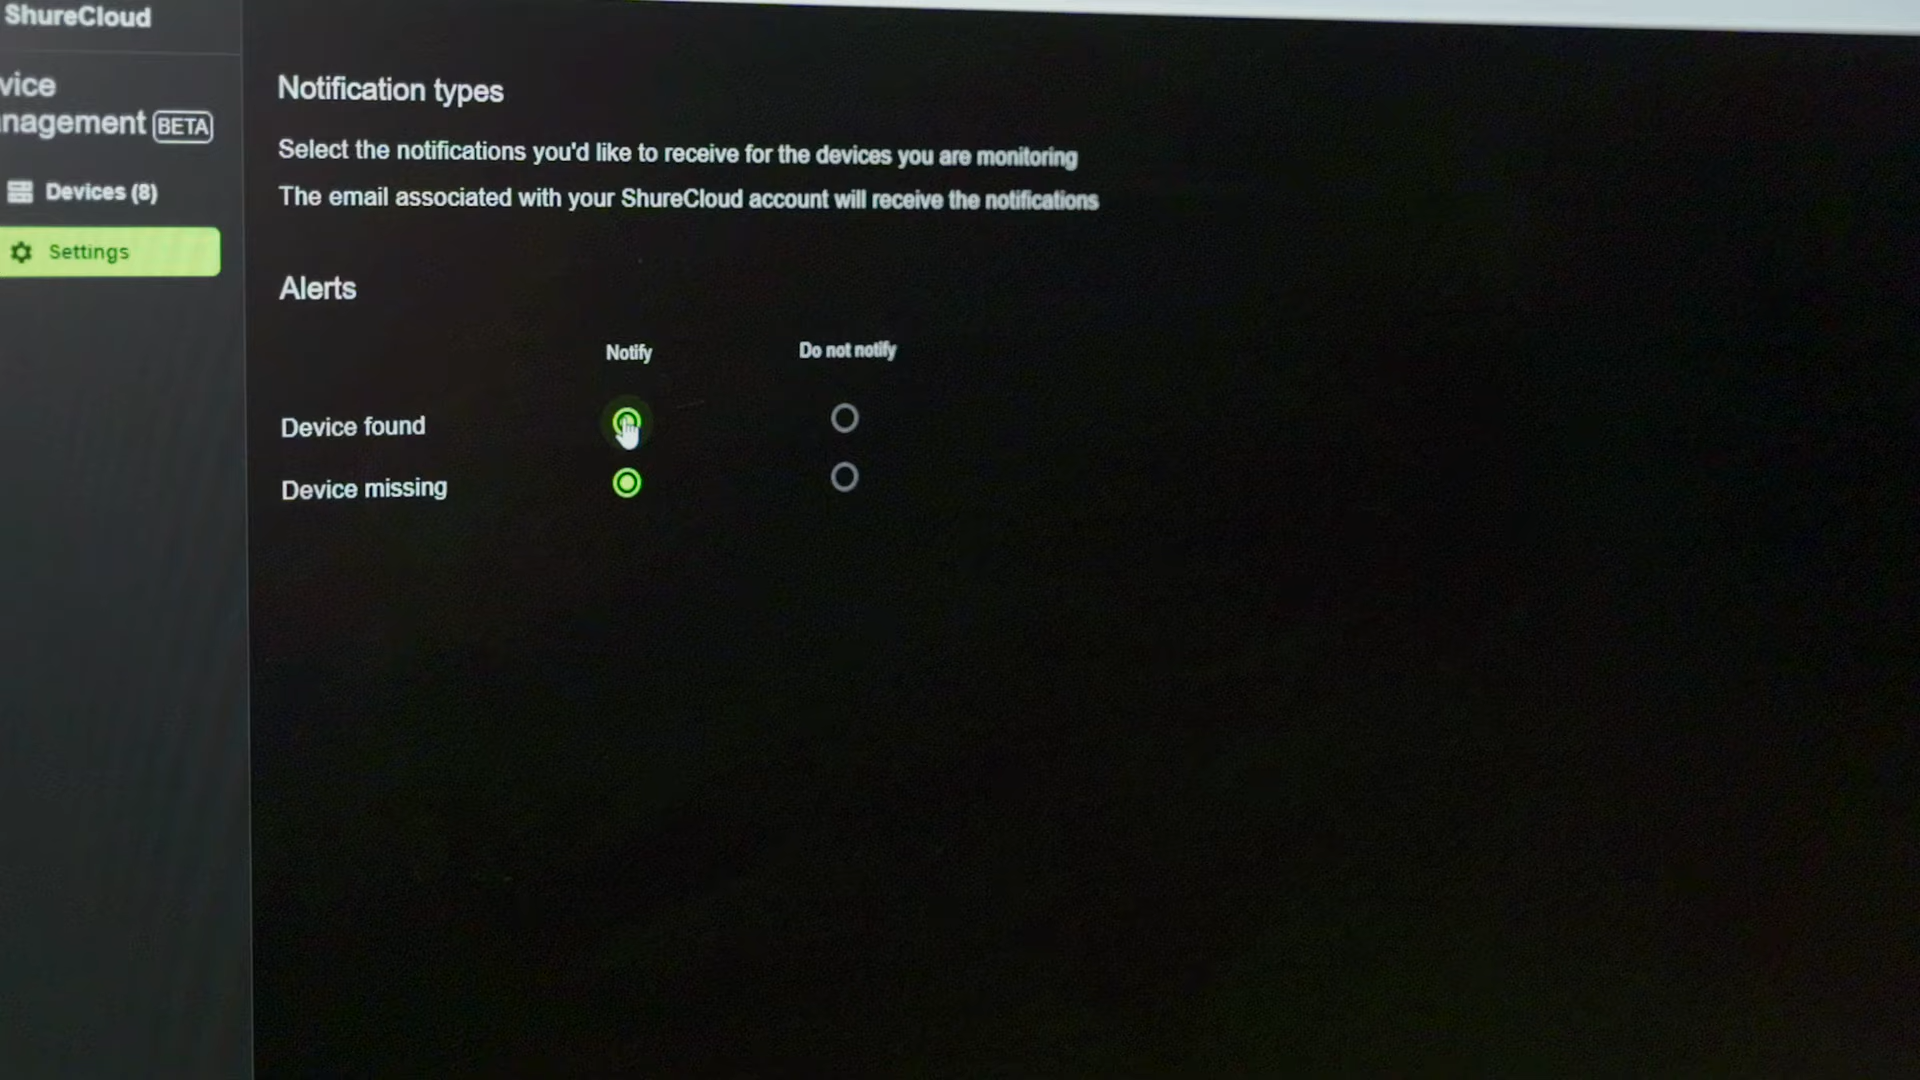 ShureCloud
vice
nagement BETA
Devices (8)
Settings
Notification types
Select the notifications you'd like to receive for the devices you are monitoring
The email associated with your ShureCloud account will receive the notifications
Alerts
Notify Do not notify
Device found
Device missing